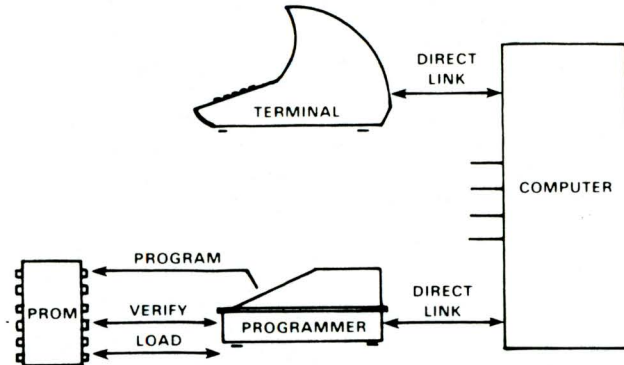 DIRECT
LINK
TERMINAL
COMPUTER
PROGRAM
PROM
VERIFY
PROGRAMMER
LOAD
DIRECT
LINK